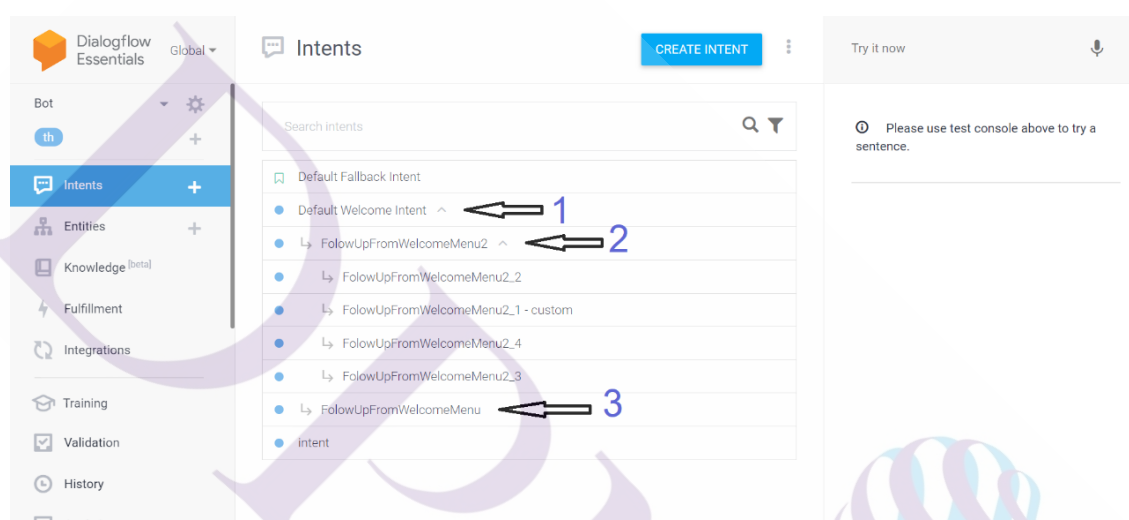 Dialogflow
Essentials
Global
Intents
CREATE INTENT
Try it now
Bot
th
Search intents
Please use test console above to try a
sentence.
Intents
Entities
Knowledge [beta]
Fulfillment
Integrations
Training
Validation
History
Default Fallback Intent
Default Welcome Intent
1
FolowUpFromWelcomeMenu2
2
FolowUpFromWelcomeMenu2_2
FolowUpFromWelcomeMenu2_1 - custom
FolowUpFromWelcomeMenu2_4
FolowUpFromWelcomeMenu2_3
FolowUpFromWelcomeMenu
3
intent